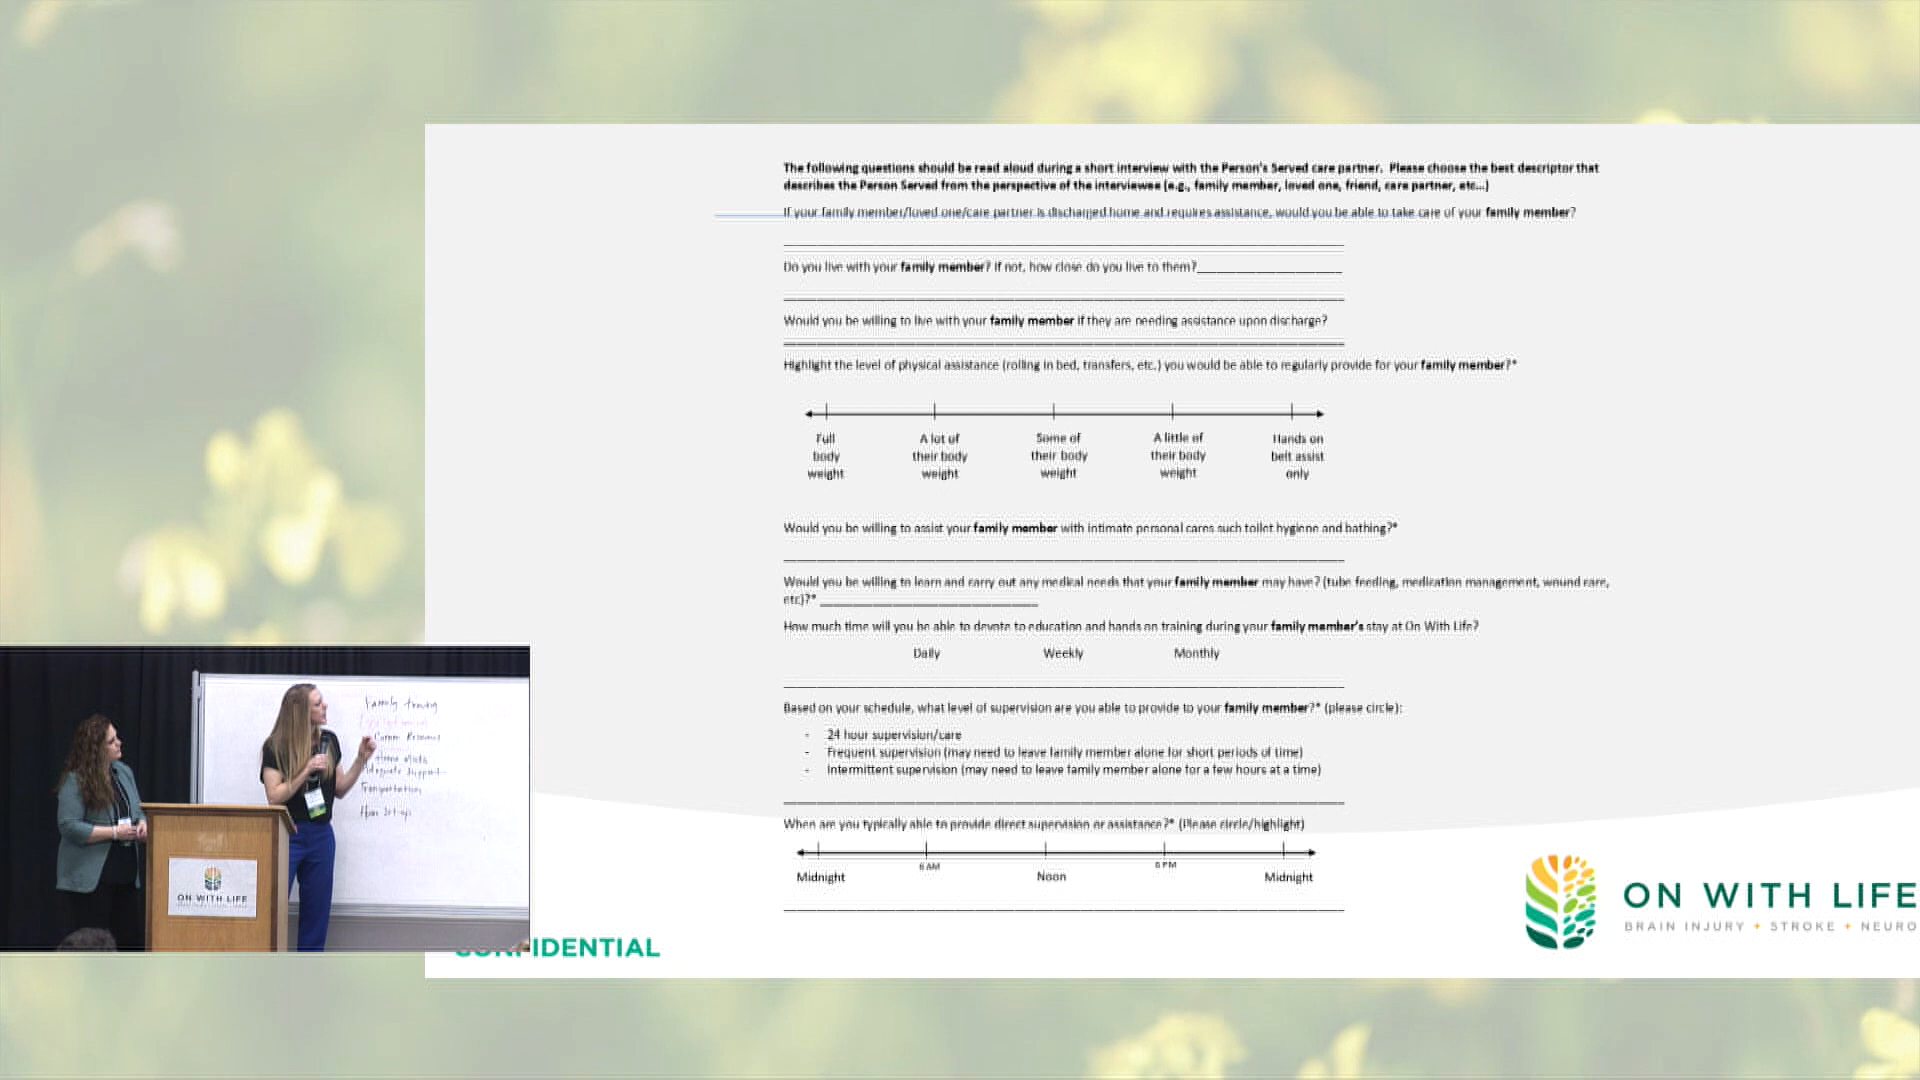 The following questions should be read aloud during a short interview with the Person's Served care partner. Please choose the best descriptor that
describes the Person Served from the perspective of the interviewee (e.g., family member, loved one, friend, care partner, etc...)
If your family member/loved one/care partner is discharged home and requires assistance, would you be able to take care of your family member?
Do you live with your family member? If not, how close do you live to them?
Would you be willing to live with your family member if they are needing assistance upon discharge?
Highlight the level of physical assistance (rolling in bed, transfers, etc.) you would be able to regularly provide for your family member?*
Full body weight
A lot of their body weight
Some of their body weight
A little of their body weight
Hands on belt assist only
Would you be willing to assist your family member with intimate personal cares such toilet hygiene and bathing?*
Would you be willing to learn and carry out any medical needs that your family member may have? (tube feeding, medication management, wound care,
etc)?*
How much time will you be able to devote to education and hands on training during your family member's stay at On With Life?
Daily Weekly Monthly
Based on your schedule, what level of supervision are you able to provide to your family member?* (please circle):
- 24 hour supervision/care
- Frequent supervision (may need to leave family member alone for short periods of time)
- Intermittent supervision (may need to leave family member alone for a few hours at a time)
When are you typically able to provide direct supervision or assistance?* (Please circle/highlight)
Midnight 6 AM Noon 6 PM Midnight
ON WITH LIFE
BRAIN INJURY + STROKE + NEURO
CONFIDENTIAL
Family training
Comm Resources
Adequate support
Transportation
Home set-up
ON WITH LIFE